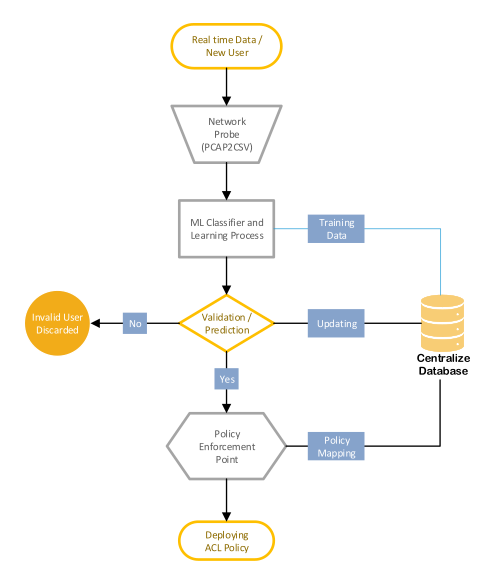 Real time Data /
New User
Network
Probe
(PCAP2CSV)
ML Classifier and
Learning Process
Training
Data
Invalid User
Discarded
No
Validation /
Prediction
Updating
Centralize
Database
Yes
Policy
Enforcement
Point
Policy
Mapping
Deploying
ACL Policy